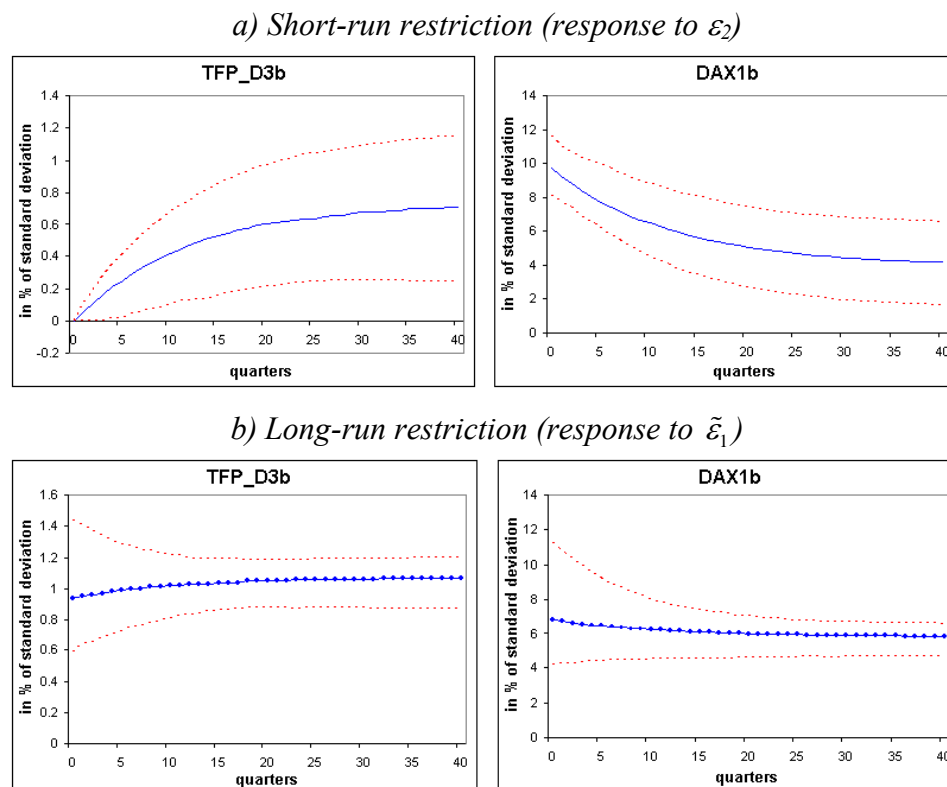 a) Short-run restriction (response to ε₂)
TFP_D3b
in % of standard deviation
1.4
1.2
1
0.8
0.6
0.4
0.2
0
-0.2
0 5 10 15 20 25 30 35 40
quarters
DAX1b
in % of standard deviation
14
12
10
8
6
4
2
0
0 5 10 15 20 25 30 35 40
quarters
b) Long-run restriction (response to ε̃₁)
TFP_D3b
in % of standard deviation
1.6
1.4
1.2
1
0.8
0.6
0.4
0.2
0
0 5 10 15 20 25 30 35 40
quarters
DAX1b
in % of standard deviation
14
12
10
8
6
4
2
0
0 5 10 15 20 25 30 35 40
quarters